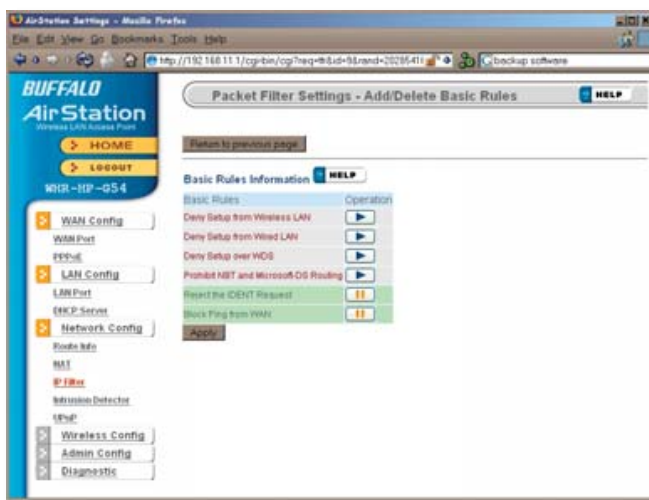 AirStation Settings - Mozilla Firefox
File Edit View Go Bookmarks Tools Help
backup software
BUFFALO
AirStation
Wireless LAN Access Point
HOME
LOGOUT
WHR-HP-G54
WAN Config
WAN Port
PPPoE
LAN Config
LAN Port
DHCP Server
Network Config
Route Info
NAT
IP Filter
Intrusion Detector
UPnP
Wireless Config
Admin Config
Diagnostic
Packet Filter Settings - Add/Delete Basic Rules
HELP
Return to previous page
Basic Rules Information HELP
Basic Rules Operation
Deny Setup from Wireless LAN
Deny Setup from Wired LAN
Deny Setup over WDS
Prohibit NBT and Microsoft-DS Routing
Reject the IDENT Request
Block Ping from WAN
Apply